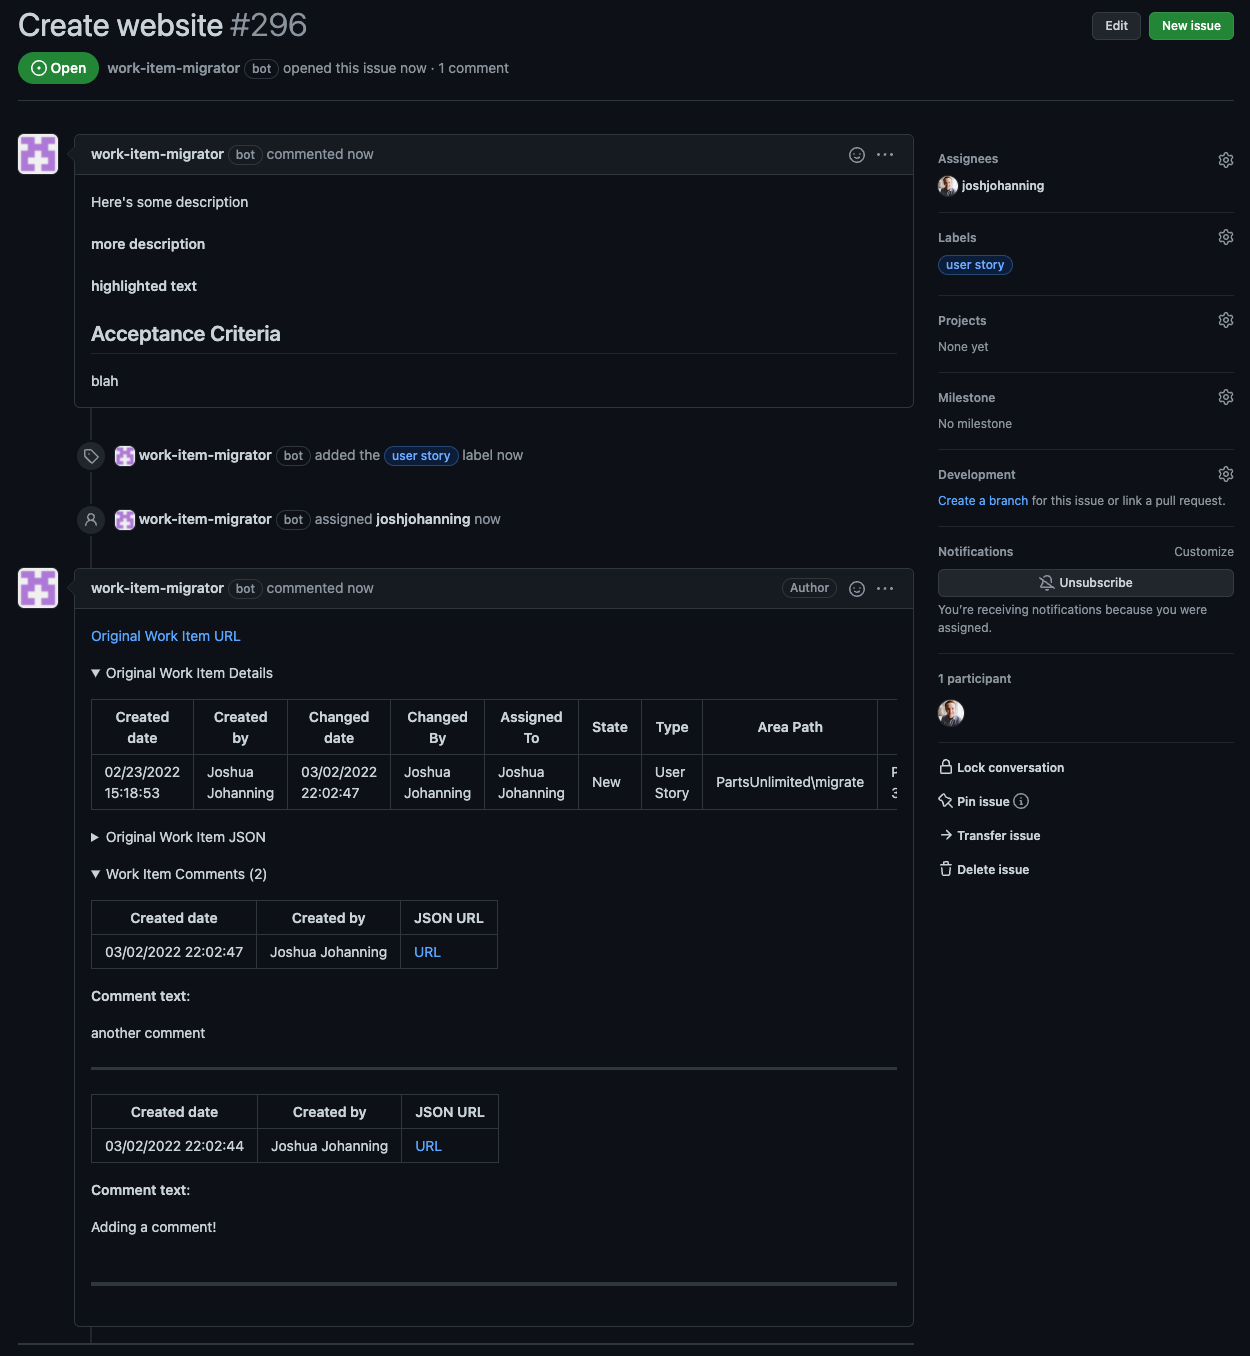 Create website #296
Edit
New issue
Open
work-item-migrator bot opened this issue now · 1 comment
work-item-migrator bot commented now
Here's some description
more description
highlighted text
Acceptance Criteria
blah
work-item-migrator bot added the user story label now
work-item-migrator bot assigned joshjohanning now
work-item-migrator bot commented now
Author
Original Work Item URL
▼ Original Work Item Details
Created date
Created by
Changed date
Changed By
Assigned To
State
Type
Area Path
02/23/2022 15:18:53
Joshua Johanning
03/02/2022 22:02:47
Joshua Johanning
Joshua Johanning
New
User Story
PartsUnlimited\migrate
▶ Original Work Item JSON
▼ Work Item Comments (2)
Created date
Created by
JSON URL
03/02/2022 22:02:47
Joshua Johanning
URL
Comment text:
another comment
Created date
Created by
JSON URL
03/02/2022 22:02:44
Joshua Johanning
URL
Comment text:
Adding a comment!
Assignees
joshjohanning
Labels
user story
Projects
None yet
Milestone
No milestone
Development
Create a branch for this issue or link a pull request.
Notifications
Customize
Unsubscribe
You're receiving notifications because you were
assigned.
1 participant
Lock conversation
Pin issue
Transfer issue
Delete issue